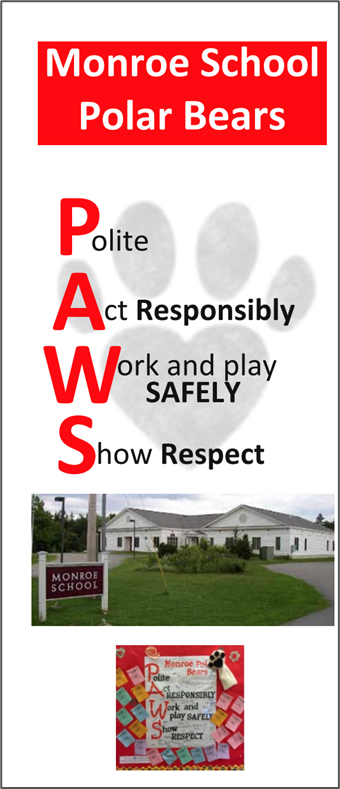 Monroe School
Polar Bears
Polite
Act Responsibly
Work and play
SAFELY
Show Respect
MONROE
SCHOOL
Monroe Polar
Bears
Polite
Act
RESPONSIBLY
Work and
play SAFELY
Show
RESPECT